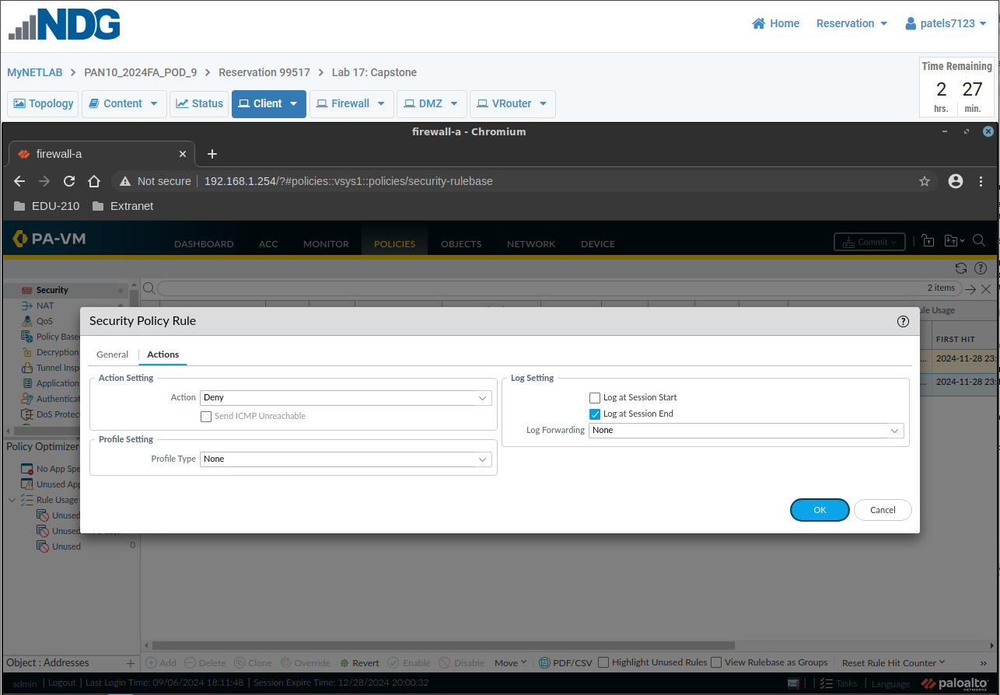 NDG
Home Reservation patels7123
MyNETLAB > PAN10_2024FA_POD_9 > Reservation 99517 > Lab 17: Capstone
Time Remaining
2 27
hrs. min.
Topology Content Status Client Firewall DMZ VRouter
firewall-a - Chromium
firewall-a
Not secure 192.168.1.254/?#policies::vsys1::policies/security-rulebase
EDU-210 Extranet
PA-VM
DASHBOARD ACC MONITOR POLICIES OBJECTS NETWORK DEVICE
Commit
Security
2 items
NAT
QoS
Policy Base
Decryption
Tunnel Insp
Application
Authenticat
DoS Protec
Usage
FIRST HIT
2024-11-28 23:
2024-11-28 23:
Security Policy Rule
General Actions
Action Setting
Action Deny
Send ICMP Unreachable
Profile Setting
Profile Type None
Log Setting
Log at Session Start
Log at Session End
Log Forwarding None
OK Cancel
Policy Optimizer
No App Spe
Unused App
Rule Usage
Unused
Unused
Unused 0
Object : Addresses
Add Delete Clone Override Revert Enable Disable Move PDF/CSV Highlight Unused Rules View Rulebase as Groups Reset Rule Hit Counter
admin | Logout | Last Login Time: 09/06/2024 18:11:48 | Session Expire Time: 12/28/2024 20:00:32
Tasks | Language
paloalto
NETWORKS